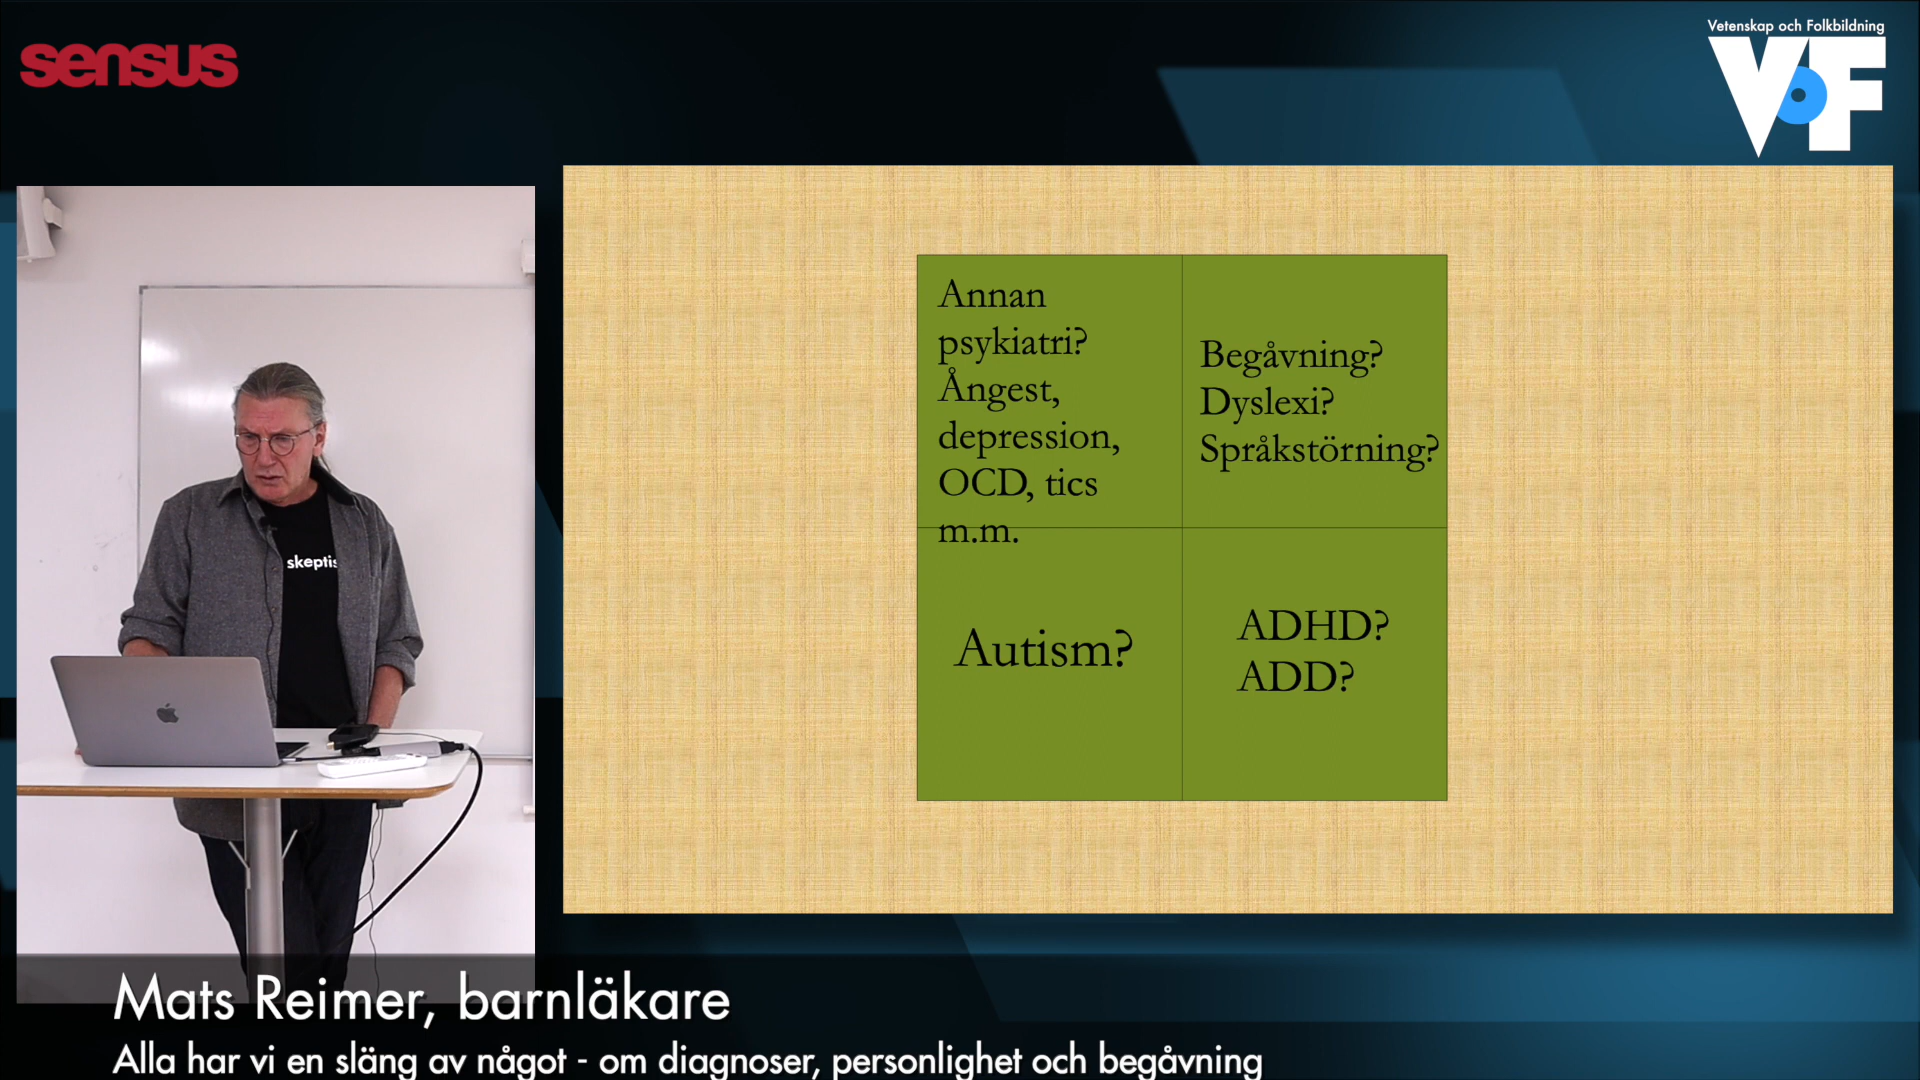 sensus
Vetenskap och Folkbildning
VoF
Annan
psykiatri?
Ångest,
depression,
OCD, tics
m.m.
Begåvning?
Dyslexi?
Språkstörning?
Autism?
ADHD?
ADD?
skeptis
Mats Reimer, barnläkare
Alla har vi en släng av något - om diagnoser, personlighet och begåvning